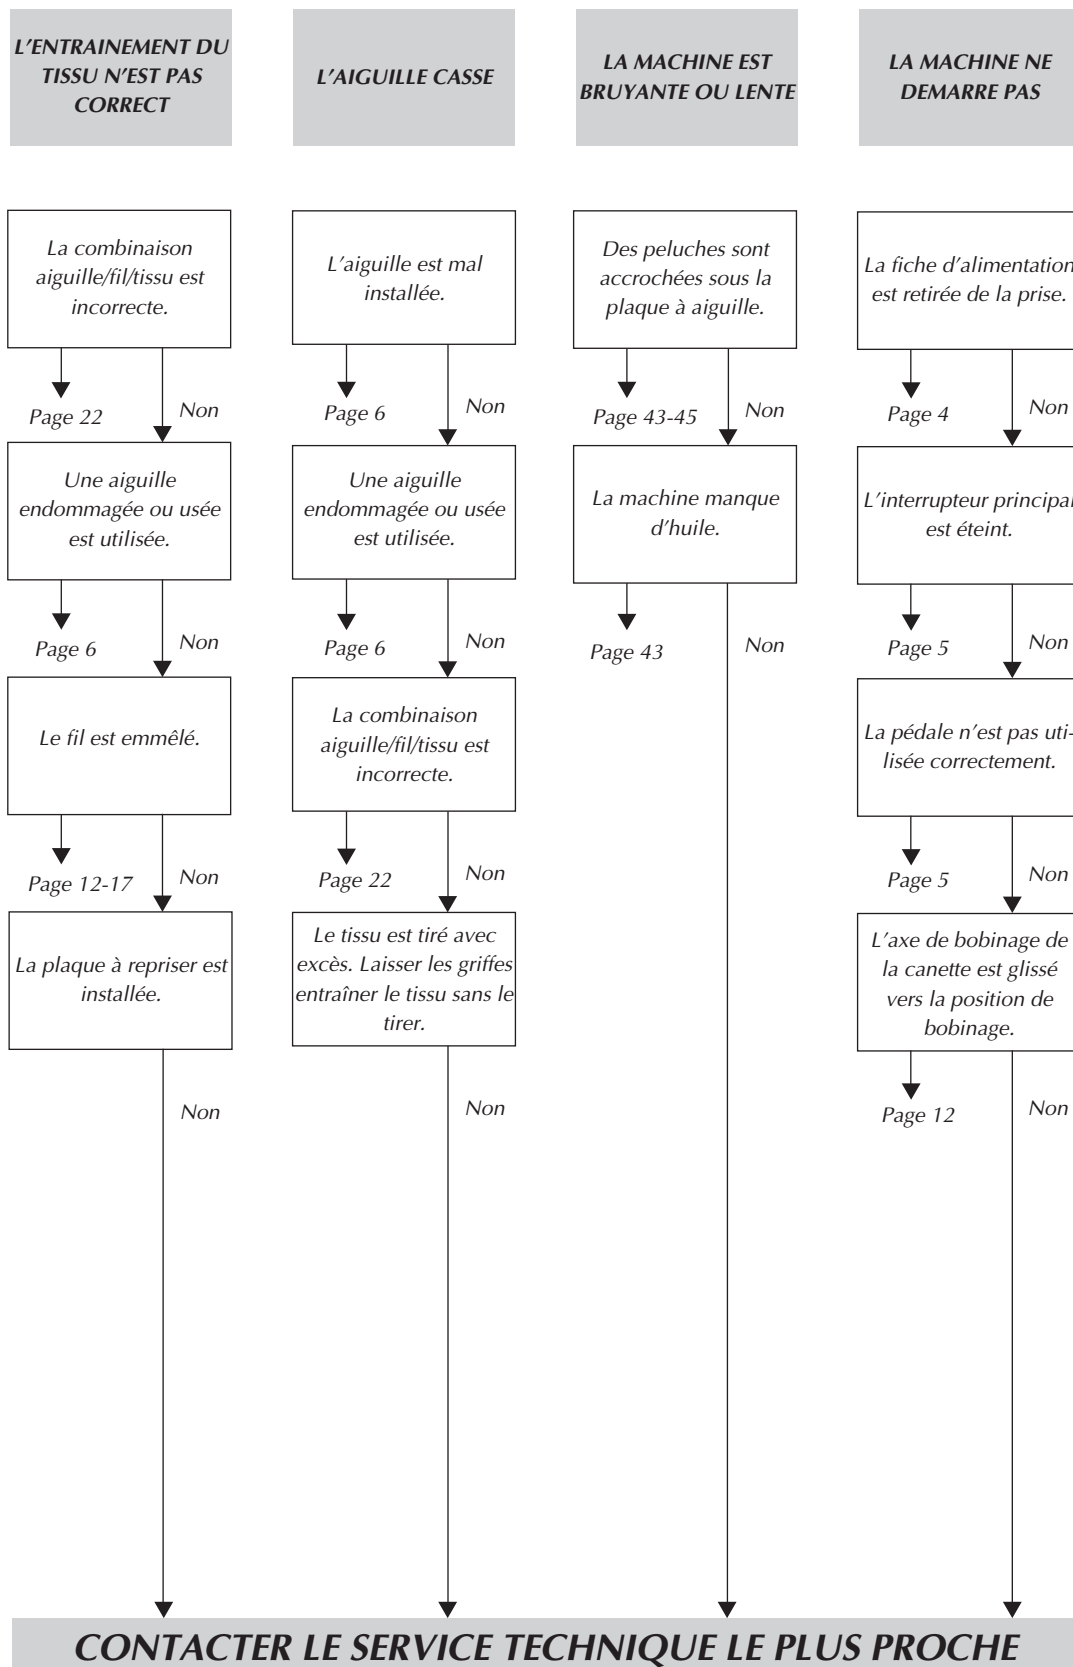 L'ENTRAINEMENT DU
TISSU N'EST PAS
CORRECT
La combinaison
aiguille/fil/tissu est
incorrecte.
Page 22
Non
Une aiguille
endommagée ou usée
est utilisée.
Page 6
Non
Le fil est emmêlé.
Page 12-17
Non
La plaque à repriser est
installée.
Non
L'AIGUILLE CASSE
L'aiguille est mal
installée.
Page 6
Non
Une aiguille
endommagée ou usée
est utilisée.
Page 6
Non
La combinaison
aiguille/fil/tissu est
incorrecte.
Page 22
Non
Le tissu est tiré avec
excès. Laisser les griffes
entraîner le tissu sans le
tirer.
Non
LA MACHINE EST
BRUYANTE OU LENTE
Des peluches sont
accrochées sous la
plaque à aiguille.
Page 43-45
Non
La machine manque
d'huile.
Page 43
Non
LA MACHINE NE
DEMARRE PAS
La fiche d'alimentation
est retirée de la prise.
Page 4
Non
L'interrupteur principal
est éteint.
Page 5
Non
La pédale n'est pas uti-
lisée correctement.
Page 5
Non
L'axe de bobinage de
la canette est glissé
vers la position de
bobinage.
Page 12
Non
CONTACTER LE SERVICE TECHNIQUE LE PLUS PROCHE